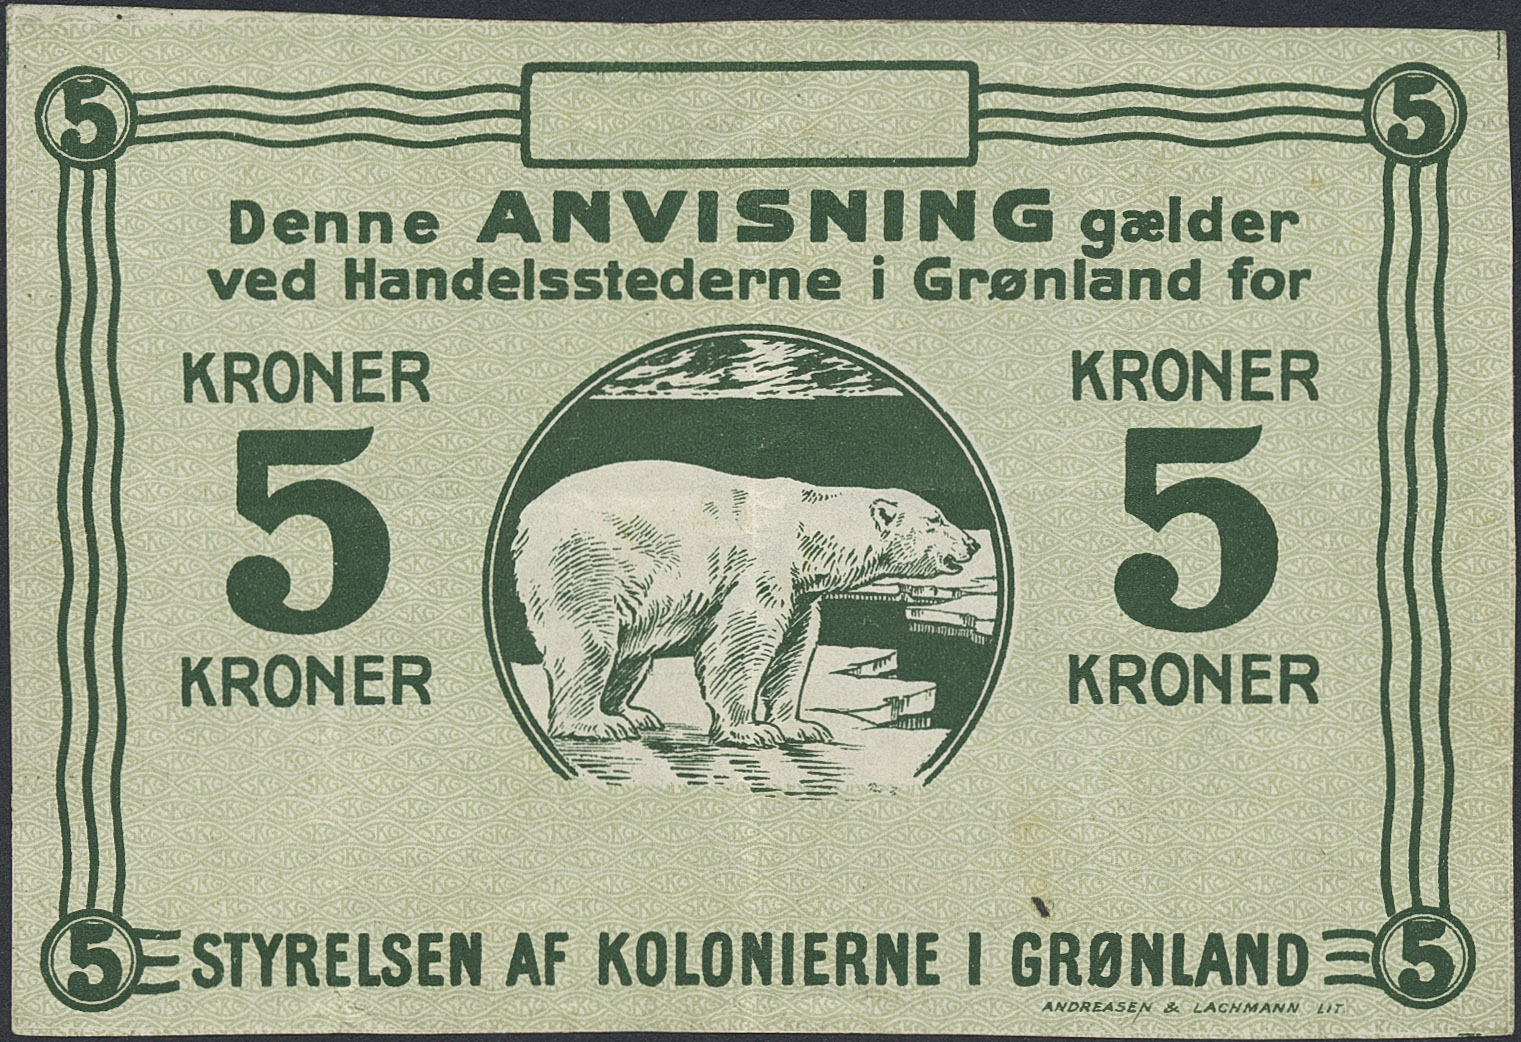 5 5
Denne ANVISNING gælder
ved Handelsstederne i Grønland for
KRONER KRONER
5 5
KRONER KRONER
5 STYRELSEN AF KOLONIERNE I GRØNLAND 5
ANDREASEN & LACHMANN LIT.